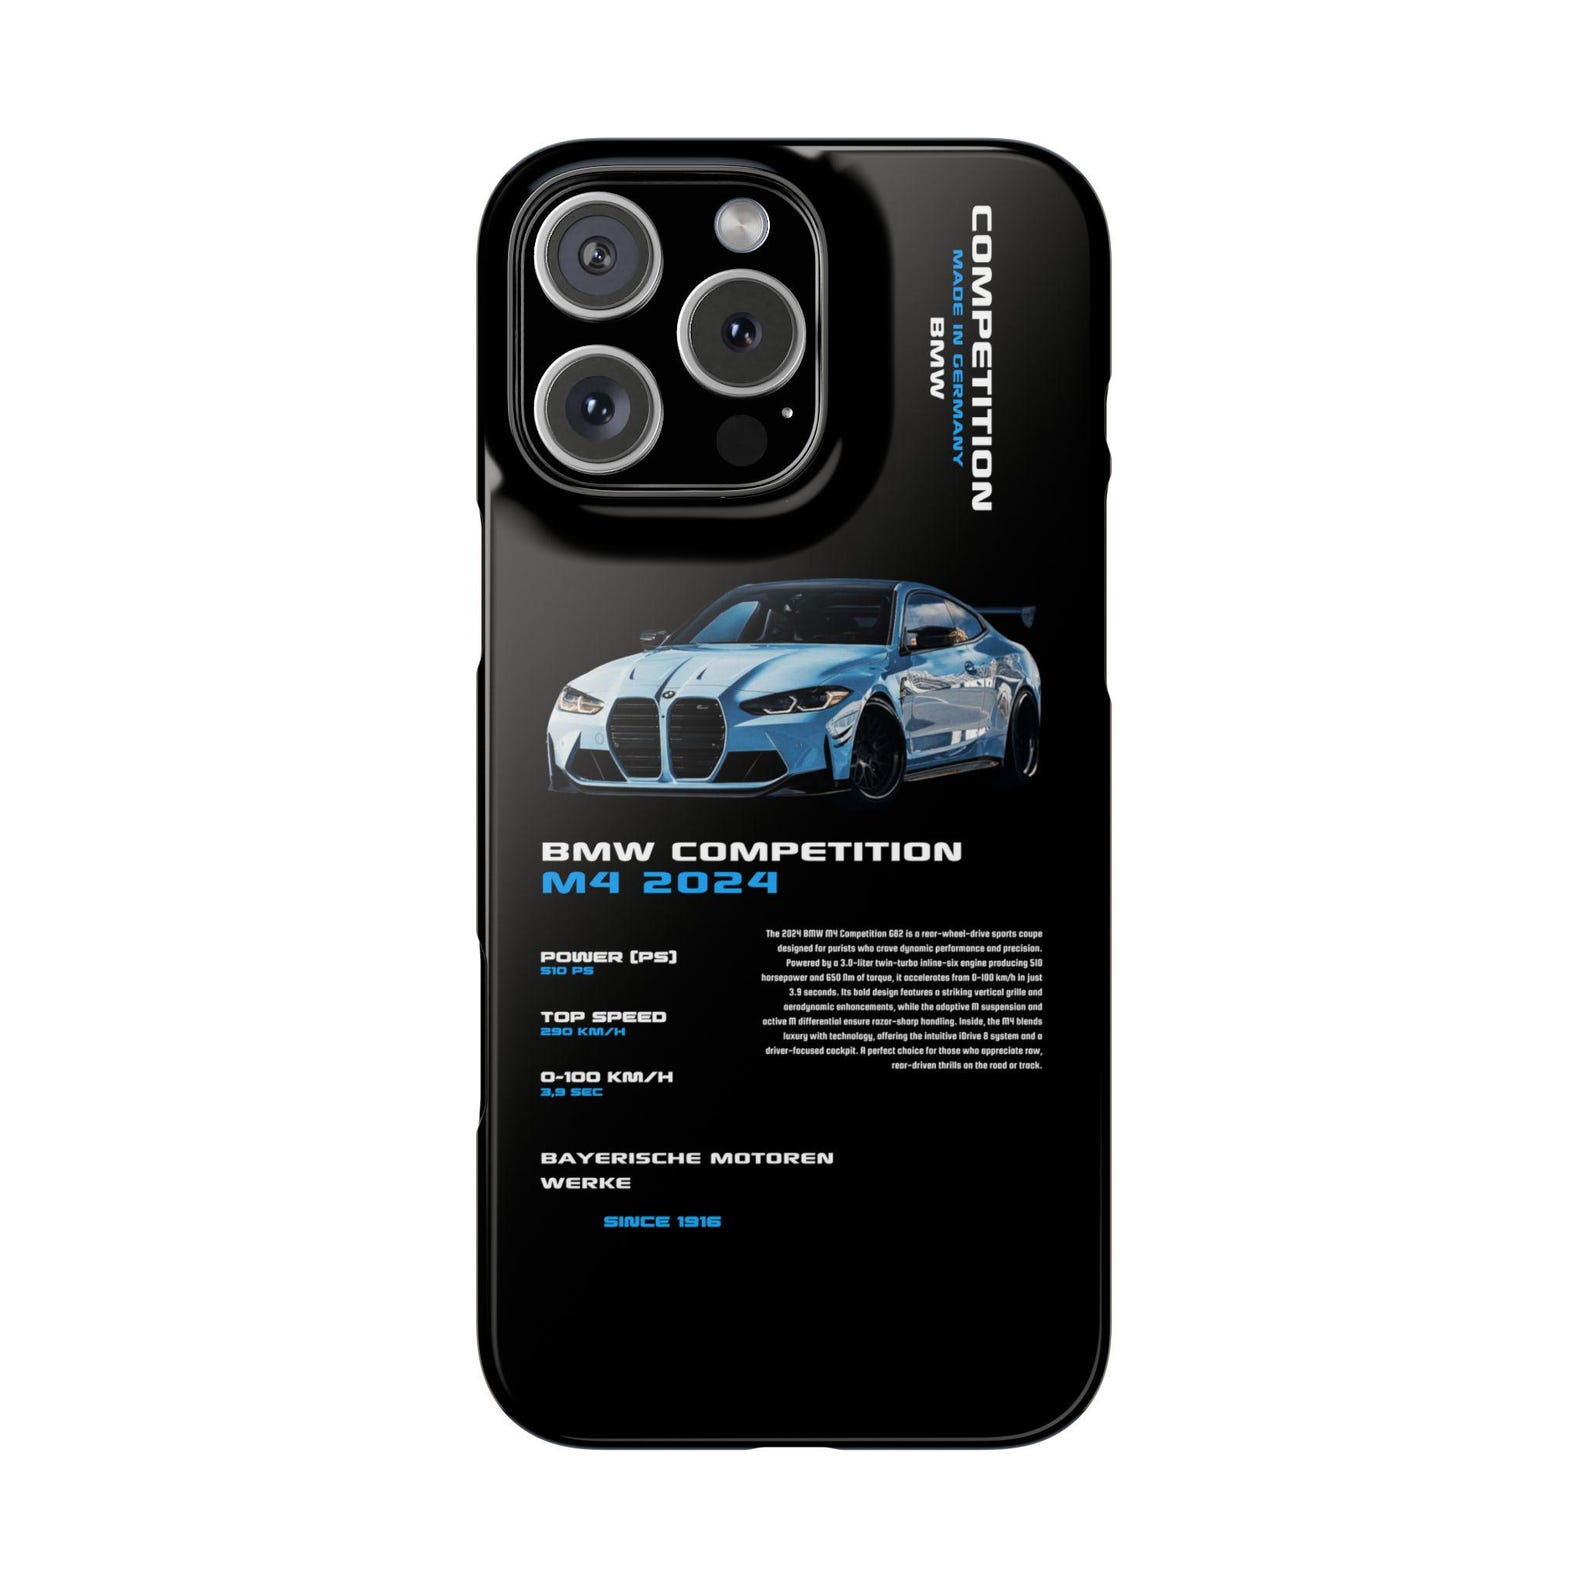 COMPETITION
MADE IN GERMANY
BMW
BMW COMPETITION
M4 2024
POWER (PS)
510 PS
TOP SPEED
290 KM/H
0-100 KM/H
3,9 SEC
The 2024 BMW M4 Competition G82 is a rear-wheel-drive sports coupe
designed for purists who crave dynamic performance and precision.
Powered by a 3.0-liter twin-turbo inline-six engine producing 510
horsepower and 650 Nm of torque, it accelerates from 0-100 km/h in just
3.9 seconds. Its bold design features a striking vertical grille and
aerodynamic enhancements, while the adaptive M suspension and
active M differential ensure razor-sharp handling. Inside, the M4 blends
luxury with technology, offering the intuitive iDrive 8 system and a
driver-focused cockpit. A perfect choice for those who appreciate raw,
rear-driven thrills on the road or track.
BAYERISCHE MOTOREN
WERKE
SINCE 1916